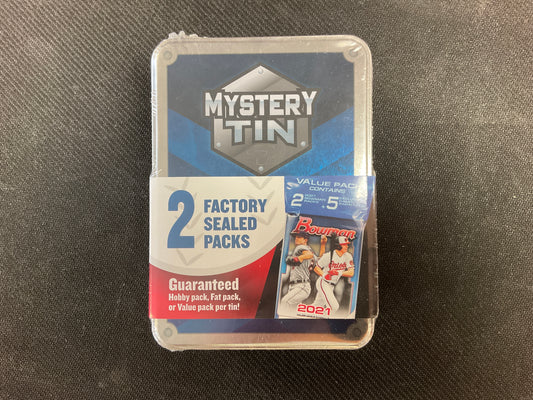 MYSTERY
TIN
2 FACTORY
SEALED
PACKS
Guaranteed
Hobby pack, Fat pack,
or Value pack per tin!
VALUE PACK
CONTAINS
2
5
Bowman
2021